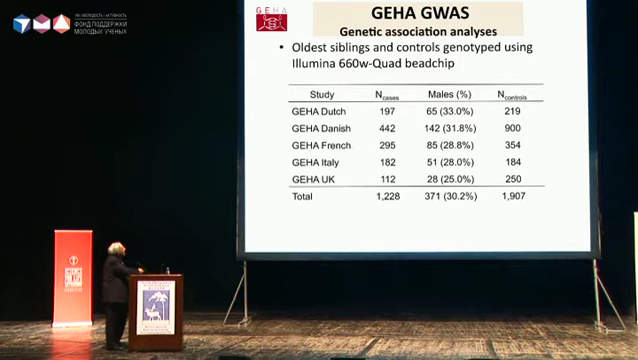 ФОНД ПОДДЕРЖКИ
МОЛОДЫХ УЧЕНЫХ
GEHA
GEHA GWAS
Genetic association analyses
• Oldest siblings and controls genotyped using
Illumina 660w-Quad beadchip
Study Ncases Males (%) Ncontrols
GEHA Dutch 197 65 (33.0%) 219
GEHA Danish 442 142 (31.8%) 900
GEHA French 295 85 (28.8%) 354
GEHA Italy 182 51 (28.0%) 184
GEHA UK 112 28 (25.0%) 250
Total 1,228 371 (30.2%) 1,907
SCIENCE
FOR LIFE